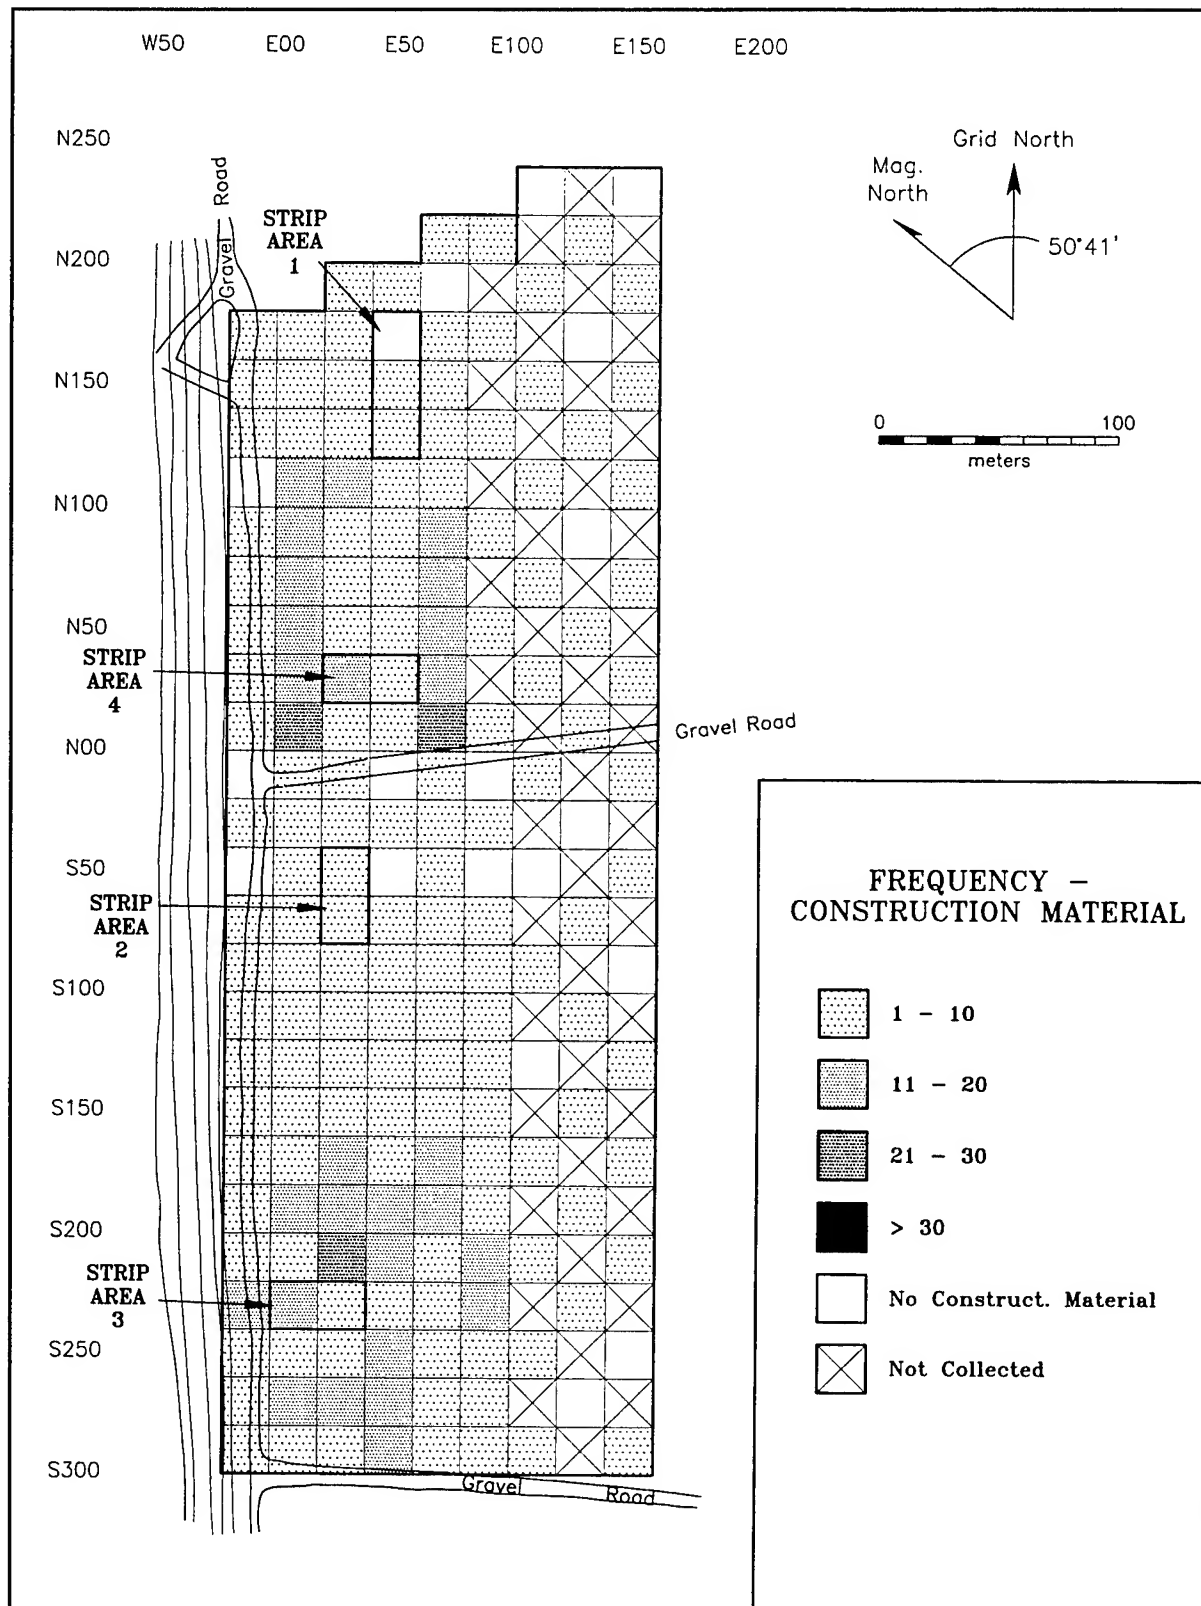 W50 E00 E50 E100 E150 E200
N250
N200
N150
N100
N50
N00
S50
S100
S150
S200
S250
S300
Gravel Road
STRIP
AREA
1
STRIP
AREA
4
STRIP
AREA
2
STRIP
AREA
3
Gravel Road
Gravel Road
Grid North
Mag.
North
50°41'
0 100
meters
FREQUENCY –
CONSTRUCTION MATERIAL
1 – 10
11 – 20
21 – 30
> 30
No Construct. Material
Not Collected